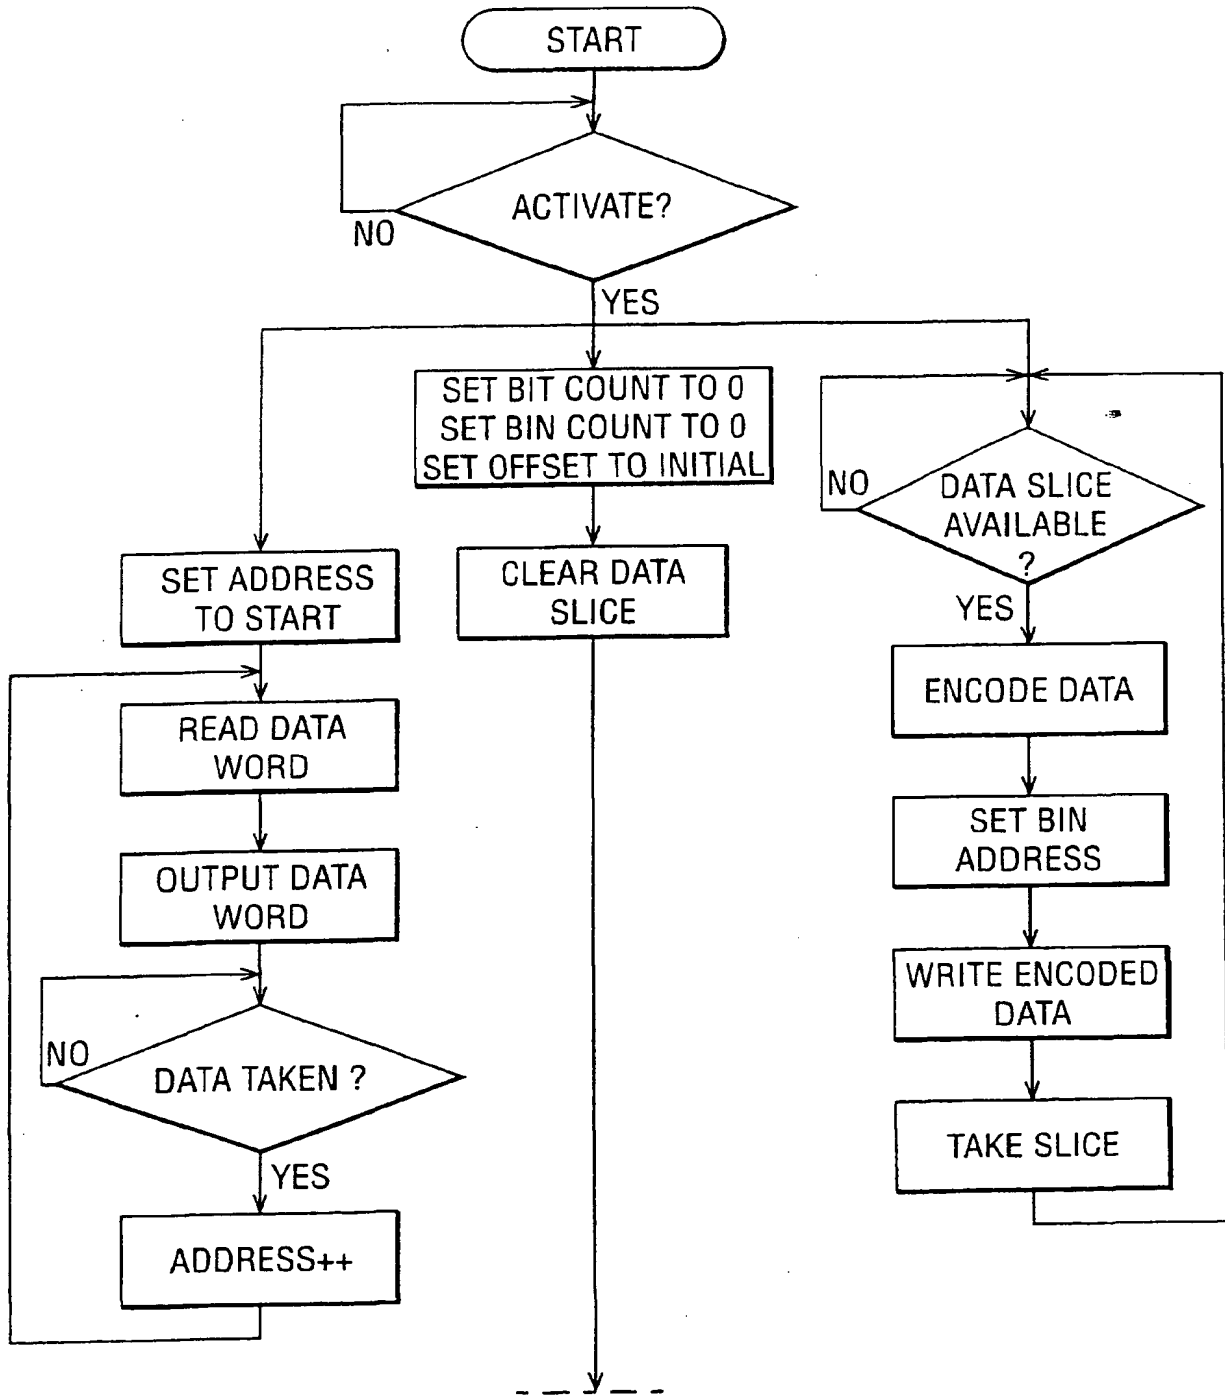 START
ACTIVATE?
NO
YES
SET BIT COUNT TO 0
SET BIN COUNT TO 0
SET OFFSET TO INITIAL
CLEAR DATA
SLICE
SET ADDRESS
TO START
READ DATA
WORD
OUTPUT DATA
WORD
NO
DATA TAKEN ?
YES
ADDRESS++
NO
DATA SLICE
AVAILABLE
?
YES
ENCODE DATA
SET BIN
ADDRESS
WRITE ENCODED
DATA
TAKE SLICE